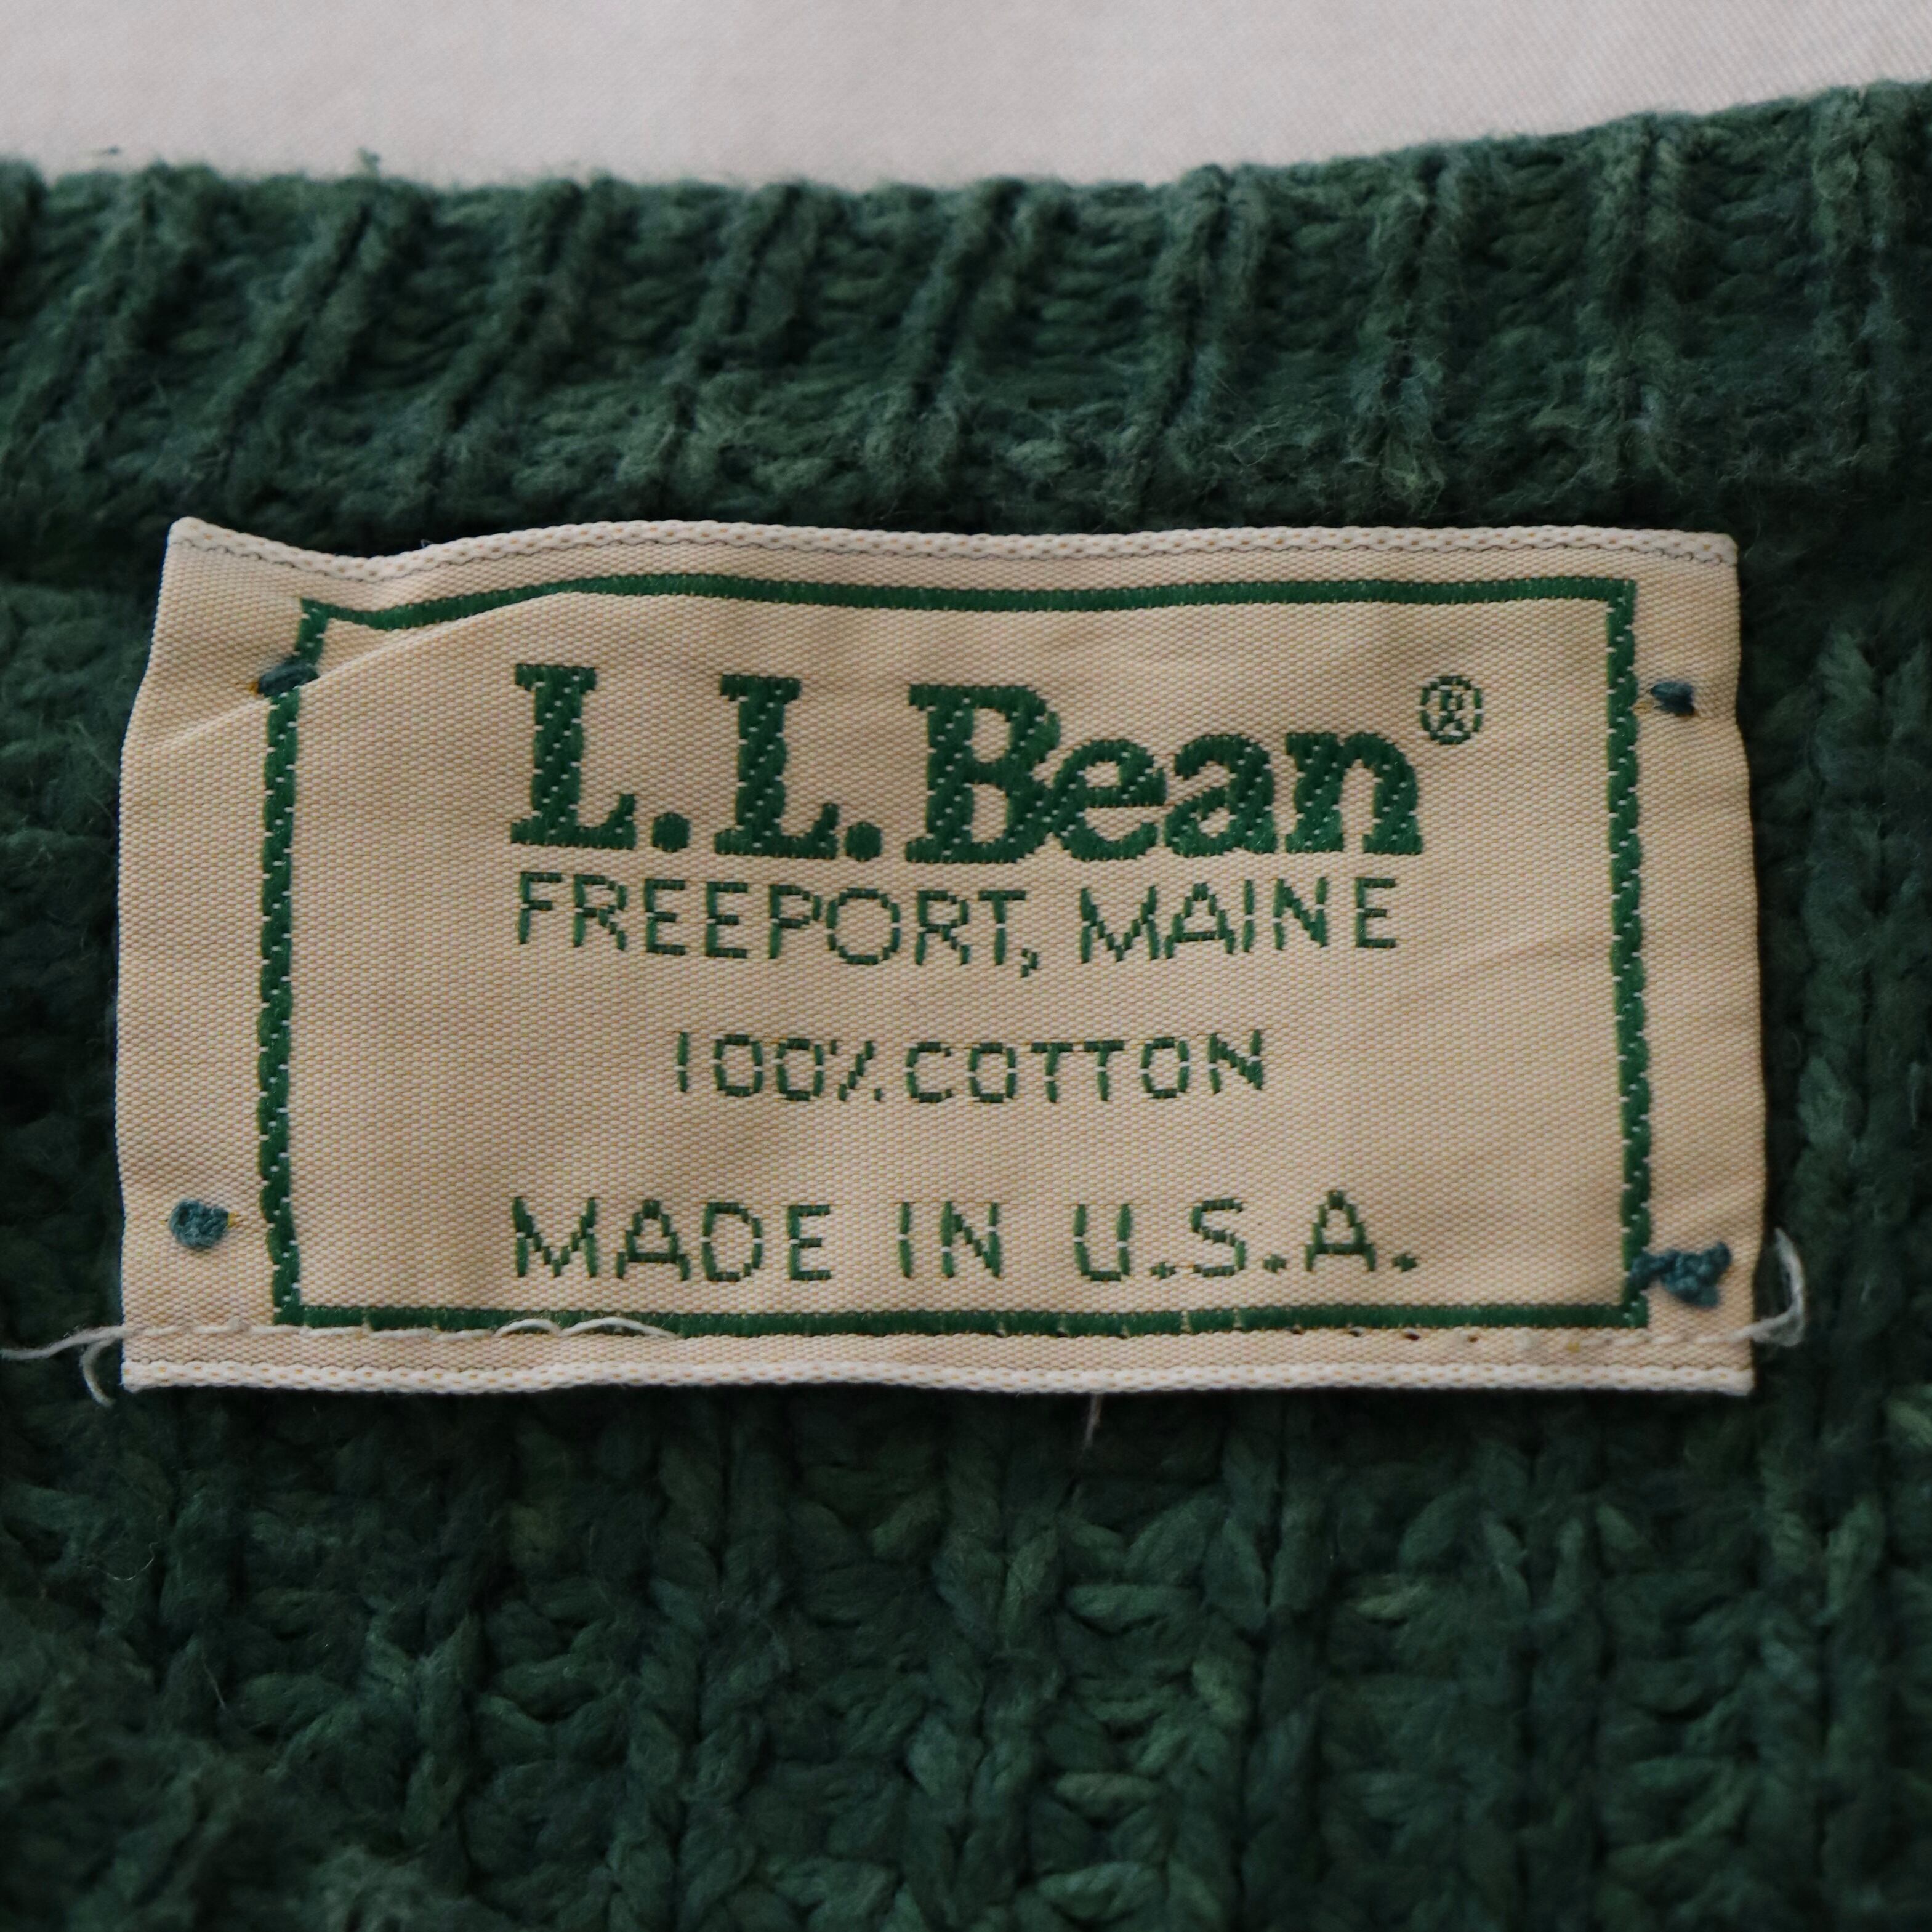 L.L.Bean®
FREEPORT, MAINE
100% COTTON
MADE IN U.S.A.